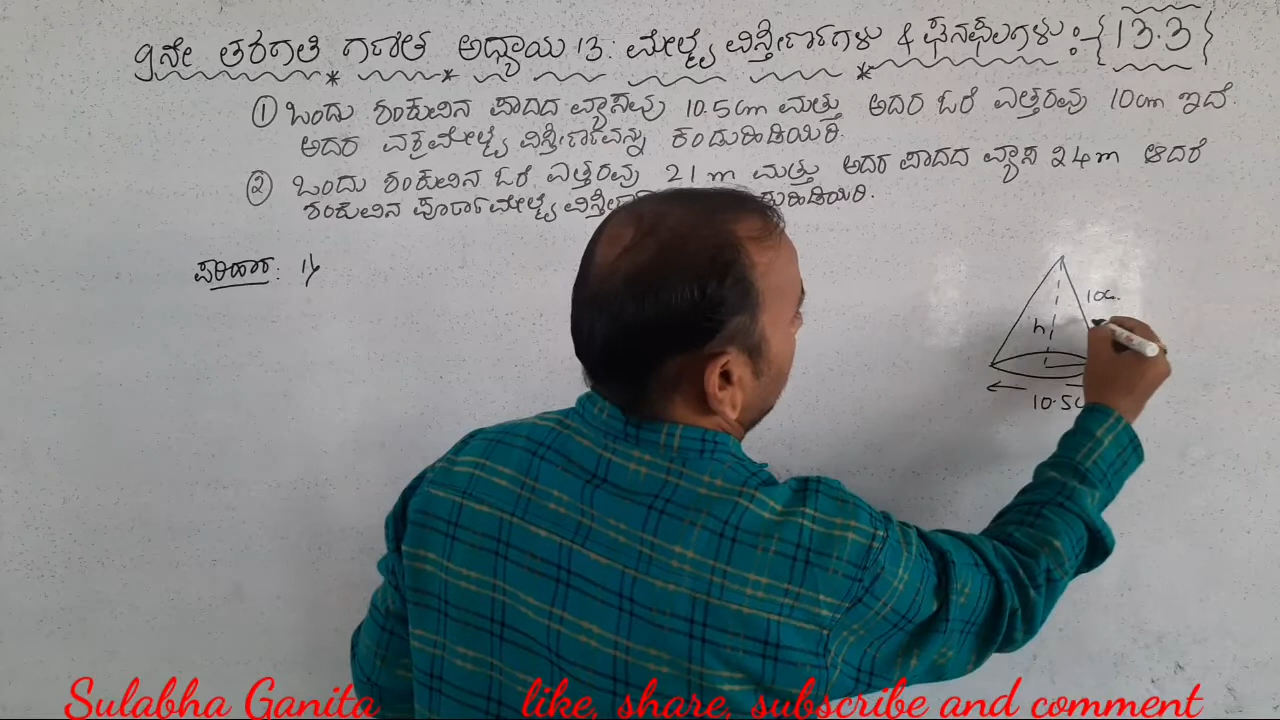 9ನೇ ತರಗತಿ ಗಣಿತ ಅಧ್ಯಾಯ 13: ಮೇಲ್ಮೈ ವಿಸ್ತೀರ್ಣಗಳು & ಘನಫಲಗಳು :-{13.3}
① ಒಂದು ಶಂಕುವಿನ ಪಾದದ ವ್ಯಾಸವು 10.5cm ಮತ್ತು ಅದರ ಓರೆ ಎತ್ತರವು 10cm ಇದೆ.
ಅದರ ವಕ್ರಮೇಲ್ಮೈ ವಿಸ್ತೀರ್ಣವನ್ನು ಕಂಡುಹಿಡಿಯಿರಿ.
② ಒಂದು ಶಂಕುವಿನ ಓರೆ ಎತ್ತರವು 21m ಮತ್ತು ಅದರ ಪಾದದ ವ್ಯಾಸ 24m ಆದರೆ
ಶಂಕುವಿನ ಪೂರ್ಣಮೇಲ್ಮೈ
ಪರಿಹಾರ: 1)
10c
h
10.5c
Sulabha Ganita like, share, subscribe and comment